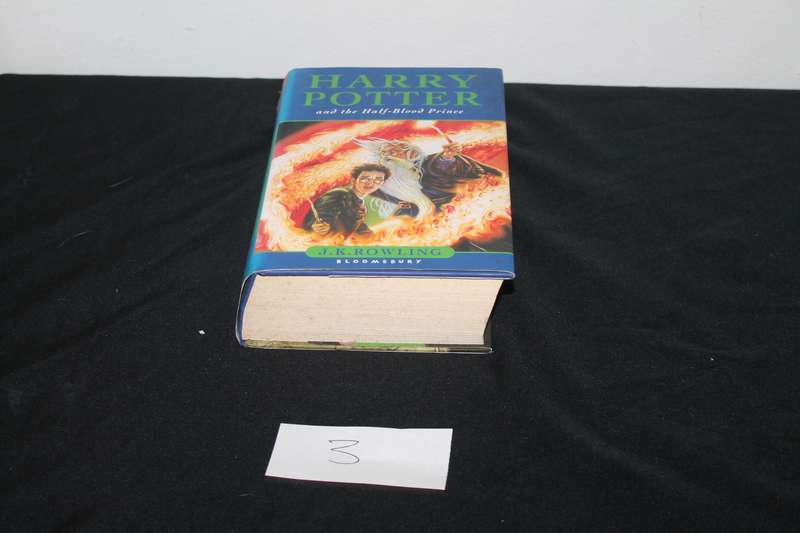 HARRY
POTTER
and the Half-Blood Prince
J.K.ROWLING
BLOOMSBURY
3